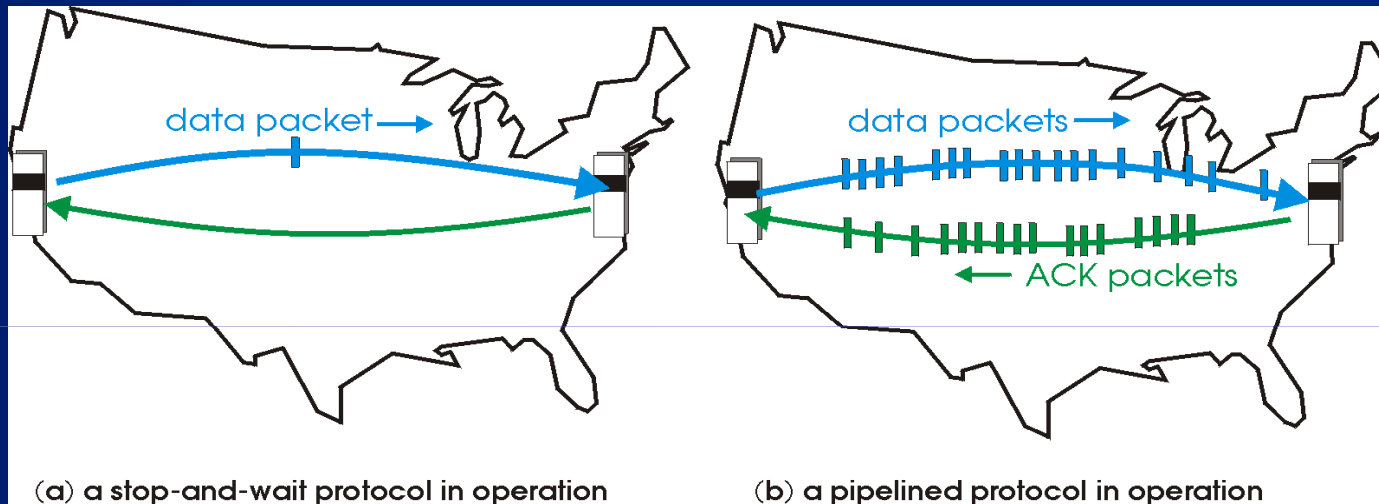 data packet
data packets
ACK packets
(a) a stop-and-wait protocol in operation
(b) a pipelined protocol in operation